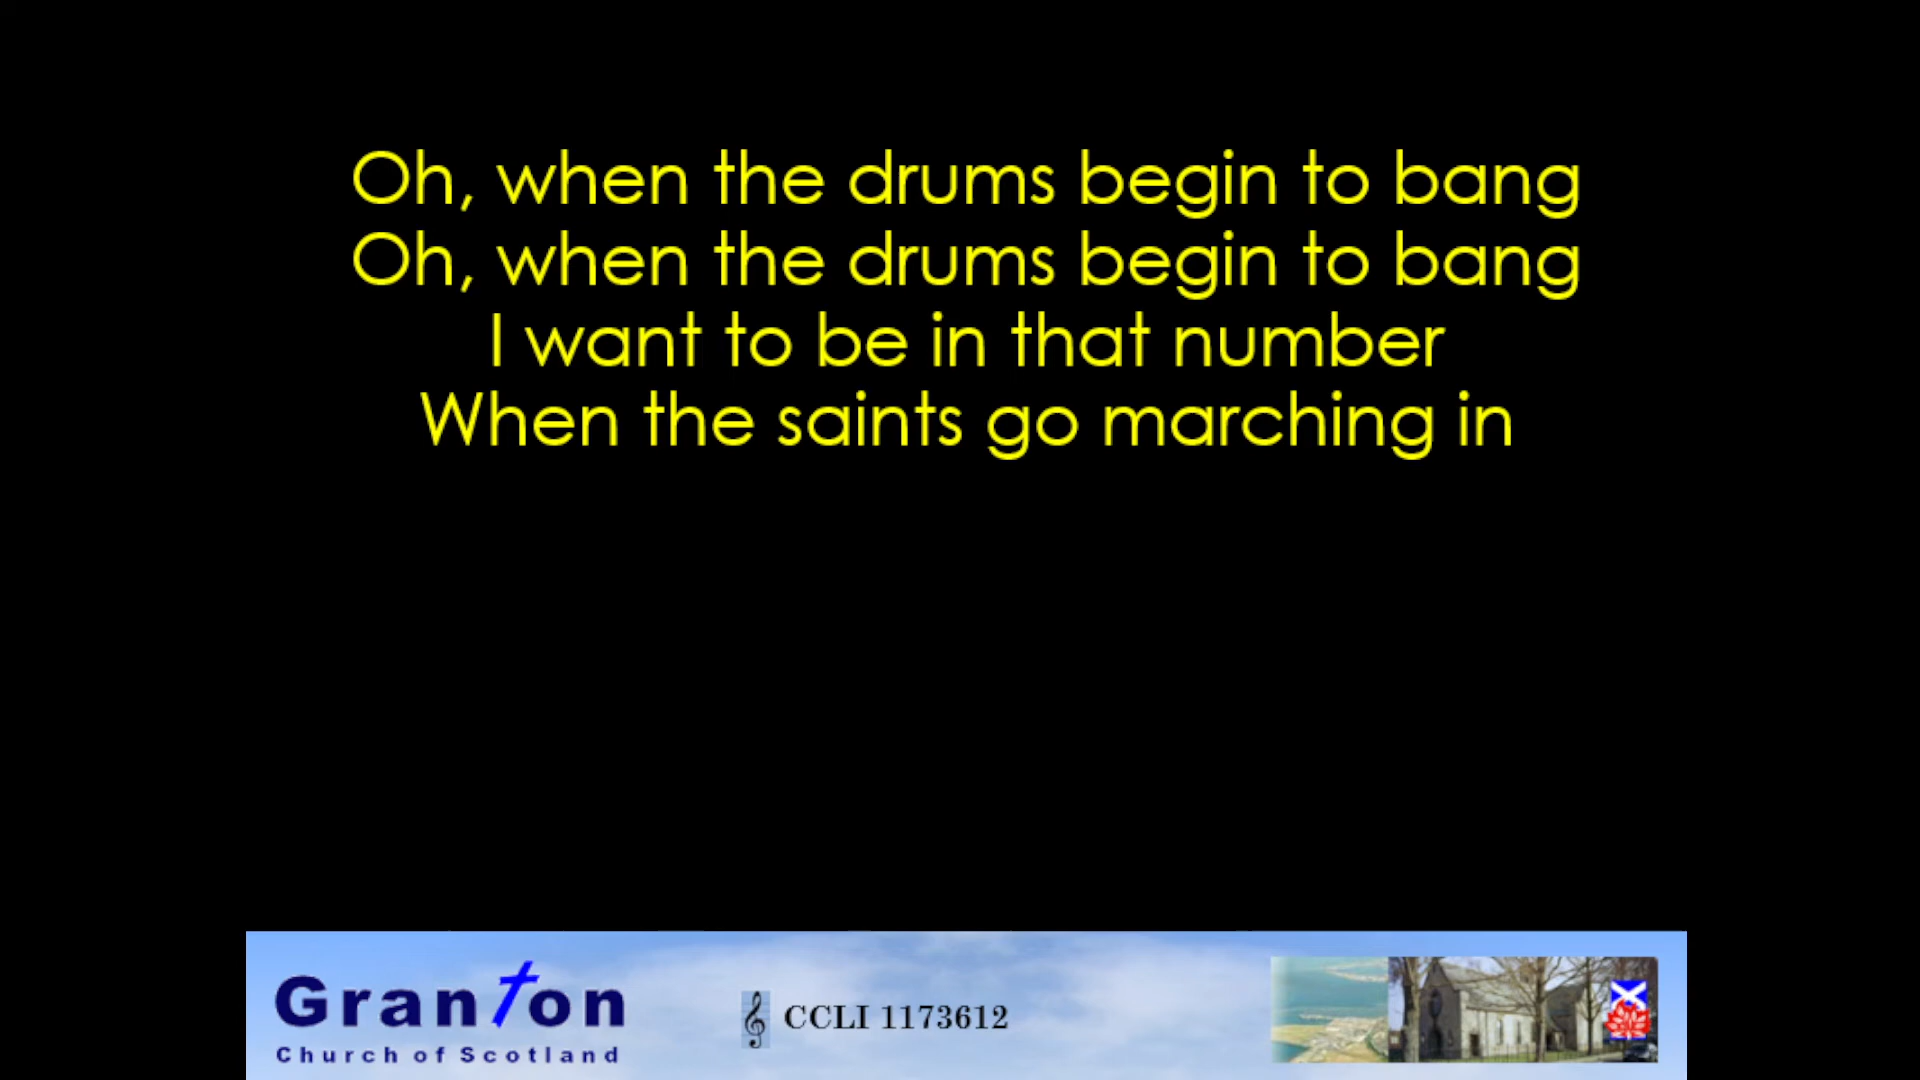 Oh, when the drums begin to bang
Oh, when the drums begin to bang
I want to be in that number
When the saints go marching in
Granton
Church of Scotland
CCLI 1173612